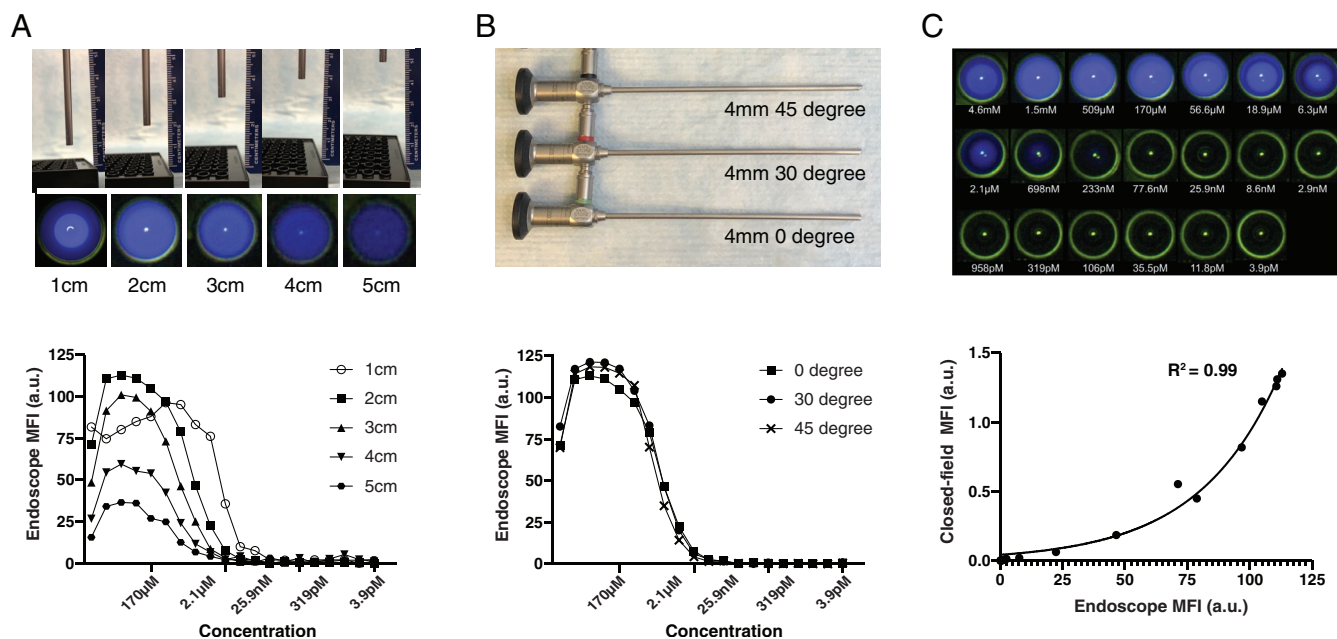 A
B
C
CENTIMETERS
CENTIMETERS
CENTIMETERS
CENTIMETERS
CENTIMETERS
1cm 2cm 3cm 4cm 5cm
4mm 45 degree
4mm 30 degree
4mm 0 degree
4.6mM 1.5mM 509µM 170µM 56.6µM 18.9µM 6.3µM
2.1µM 698nM 233nM 77.6nM 25.9nM 8.6nM 2.9nM
958pM 319pM 106pM 35.5pM 11.8pM 3.9pM
Endoscope MFI (a.u.)
125
100
75
50
25
0
1cm
2cm
3cm
4cm
5cm
170µM 2.1µM 25.9nM 319pM 3.9pM
Concentration
Endoscope MFI (a.u.)
125
100
75
50
25
0
0 degree
30 degree
45 degree
170µM 2.1µM 25.9nM 319pM 3.9pM
Concentration
Closed-field MFI (a.u.)
1.5
1.0
0.5
0.0
R² = 0.99
0 25 50 75 100 125
Endoscope MFI (a.u.)